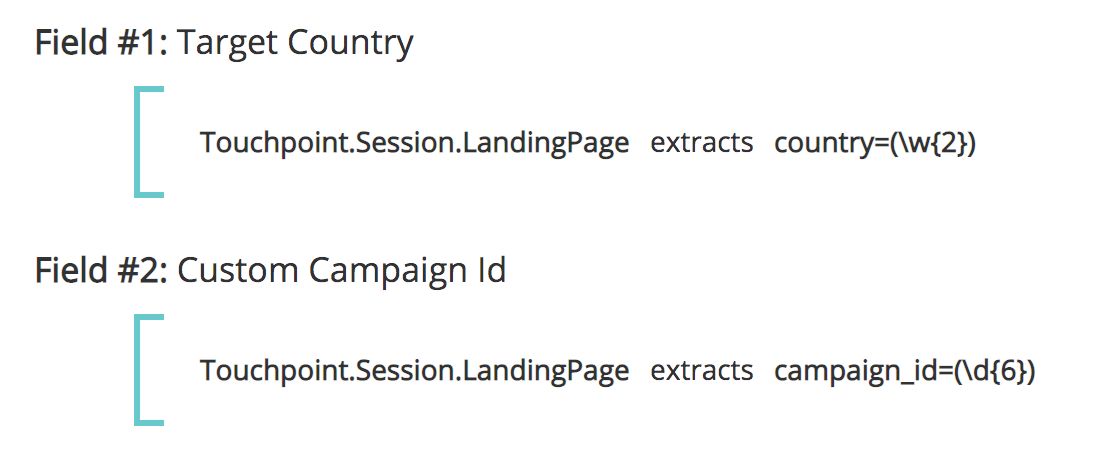 Field #1: Target Country
Touchpoint.Session.LandingPage extracts country=(\w{2})
Field #2: Custom Campaign Id
Touchpoint.Session.LandingPage extracts campaign_id=(\d{6})